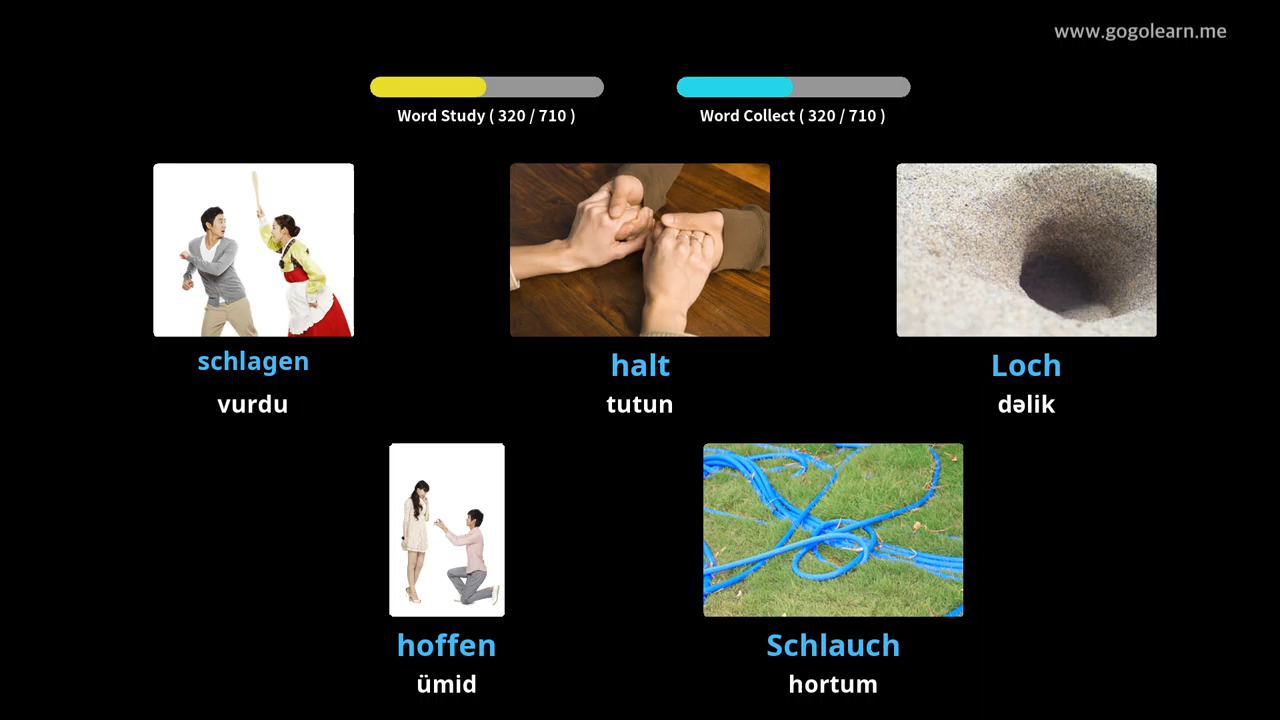 www.gogolearn.me
Word Study ( 320 / 710 )
Word Collect ( 320 / 710 )
schlagen
vurdu
halt
tutun
Loch
dəlik
hoffen
ümid
Schlauch
hortum